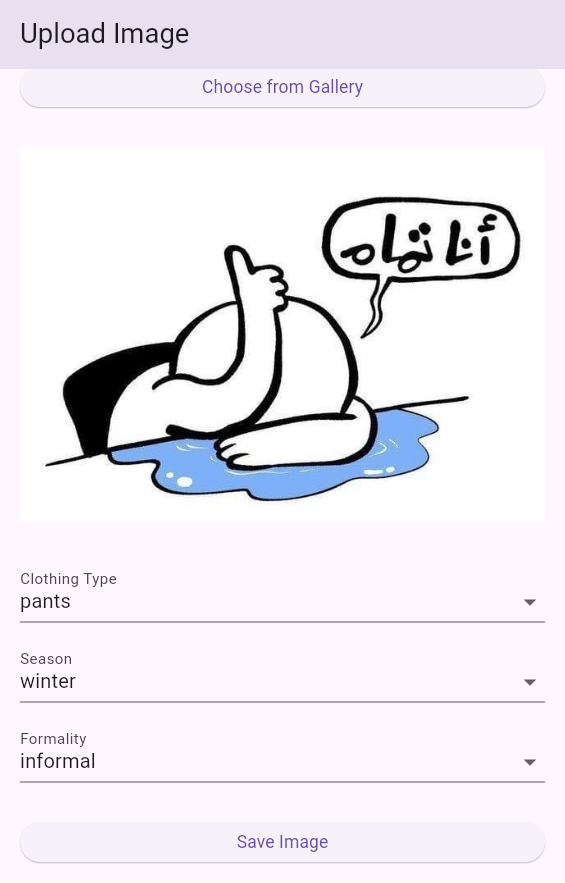 Upload Image
Choose from Gallery
أنا تمام
Clothing Type
pants
Season
winter
Formality
informal
Save Image